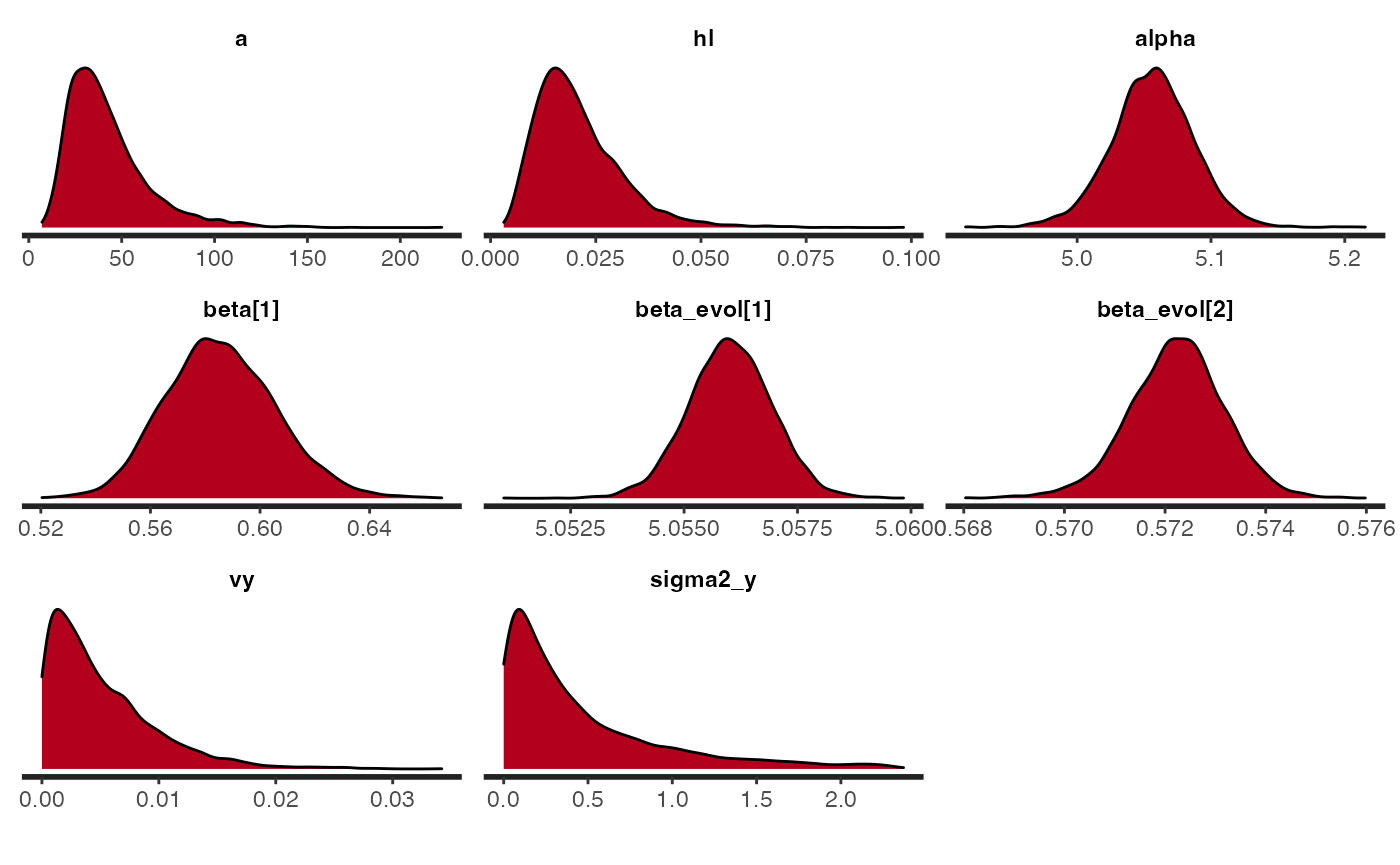 a hl alpha
0 50 100 150 200 0.000 0.025 0.050 0.075 0.100 5.0 5.1 5.2
beta[1] beta_evol[1] beta_evol[2]
0.52 0.56 0.60 0.64 5.0525 5.0550 5.0575 5.0600.568 0.570 0.572 0.574 0.576
vy sigma2_y
0.00 0.01 0.02 0.03 0.0 0.5 1.0 1.5 2.0